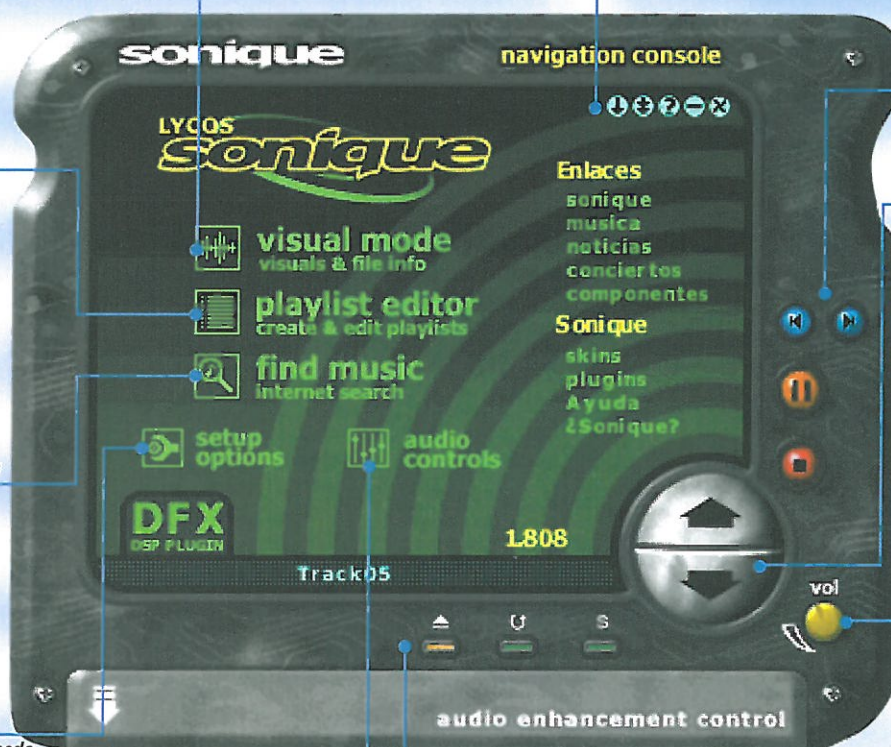 sonique
navigation console
LYCOS
sonique
visual mode
visuals & file info
playlist editor
create & edit playlists
find music
internet search
setup
options
audio
controls
Enlaces
sonique
musica
noticias
conciertos
componentes
Sonique
skins
plugins
Ayuda
¿Sonique?
DFX
DSP PLUGIN
1.808
Track05
vol
S
audio enhancement control